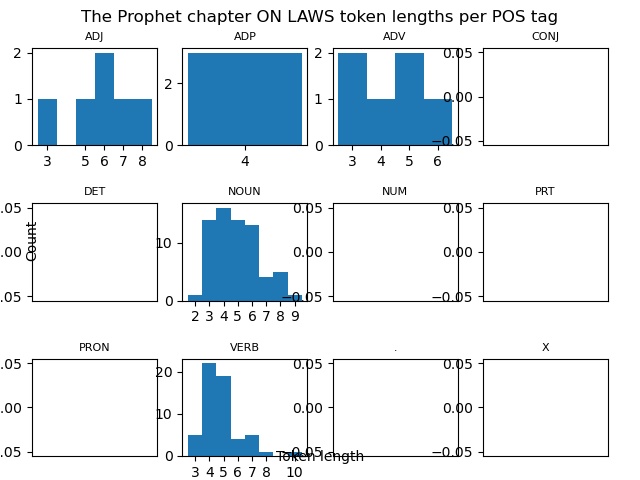 The Prophet chapter ON LAWS token lengths per POS tag
ADJ ADP ADV CONJ
2 2 0.05
1 2 1 0.00
0 0 0 −0.05
3 5 6 7 8 4 3 4 5 6
DET NOUN NUM PRT
.05 0.05 0.05
.00 10 0.00 0.00
.05 0 −0.05 −0.05
2 3 4 5 6 7 8 9
Count
PRON VERB . X
.05 20 0.05 0.05
.00 10 0.00 0.00
.05 0 −0.05 −0.05
3 4 5 6 7 8 10
Token length